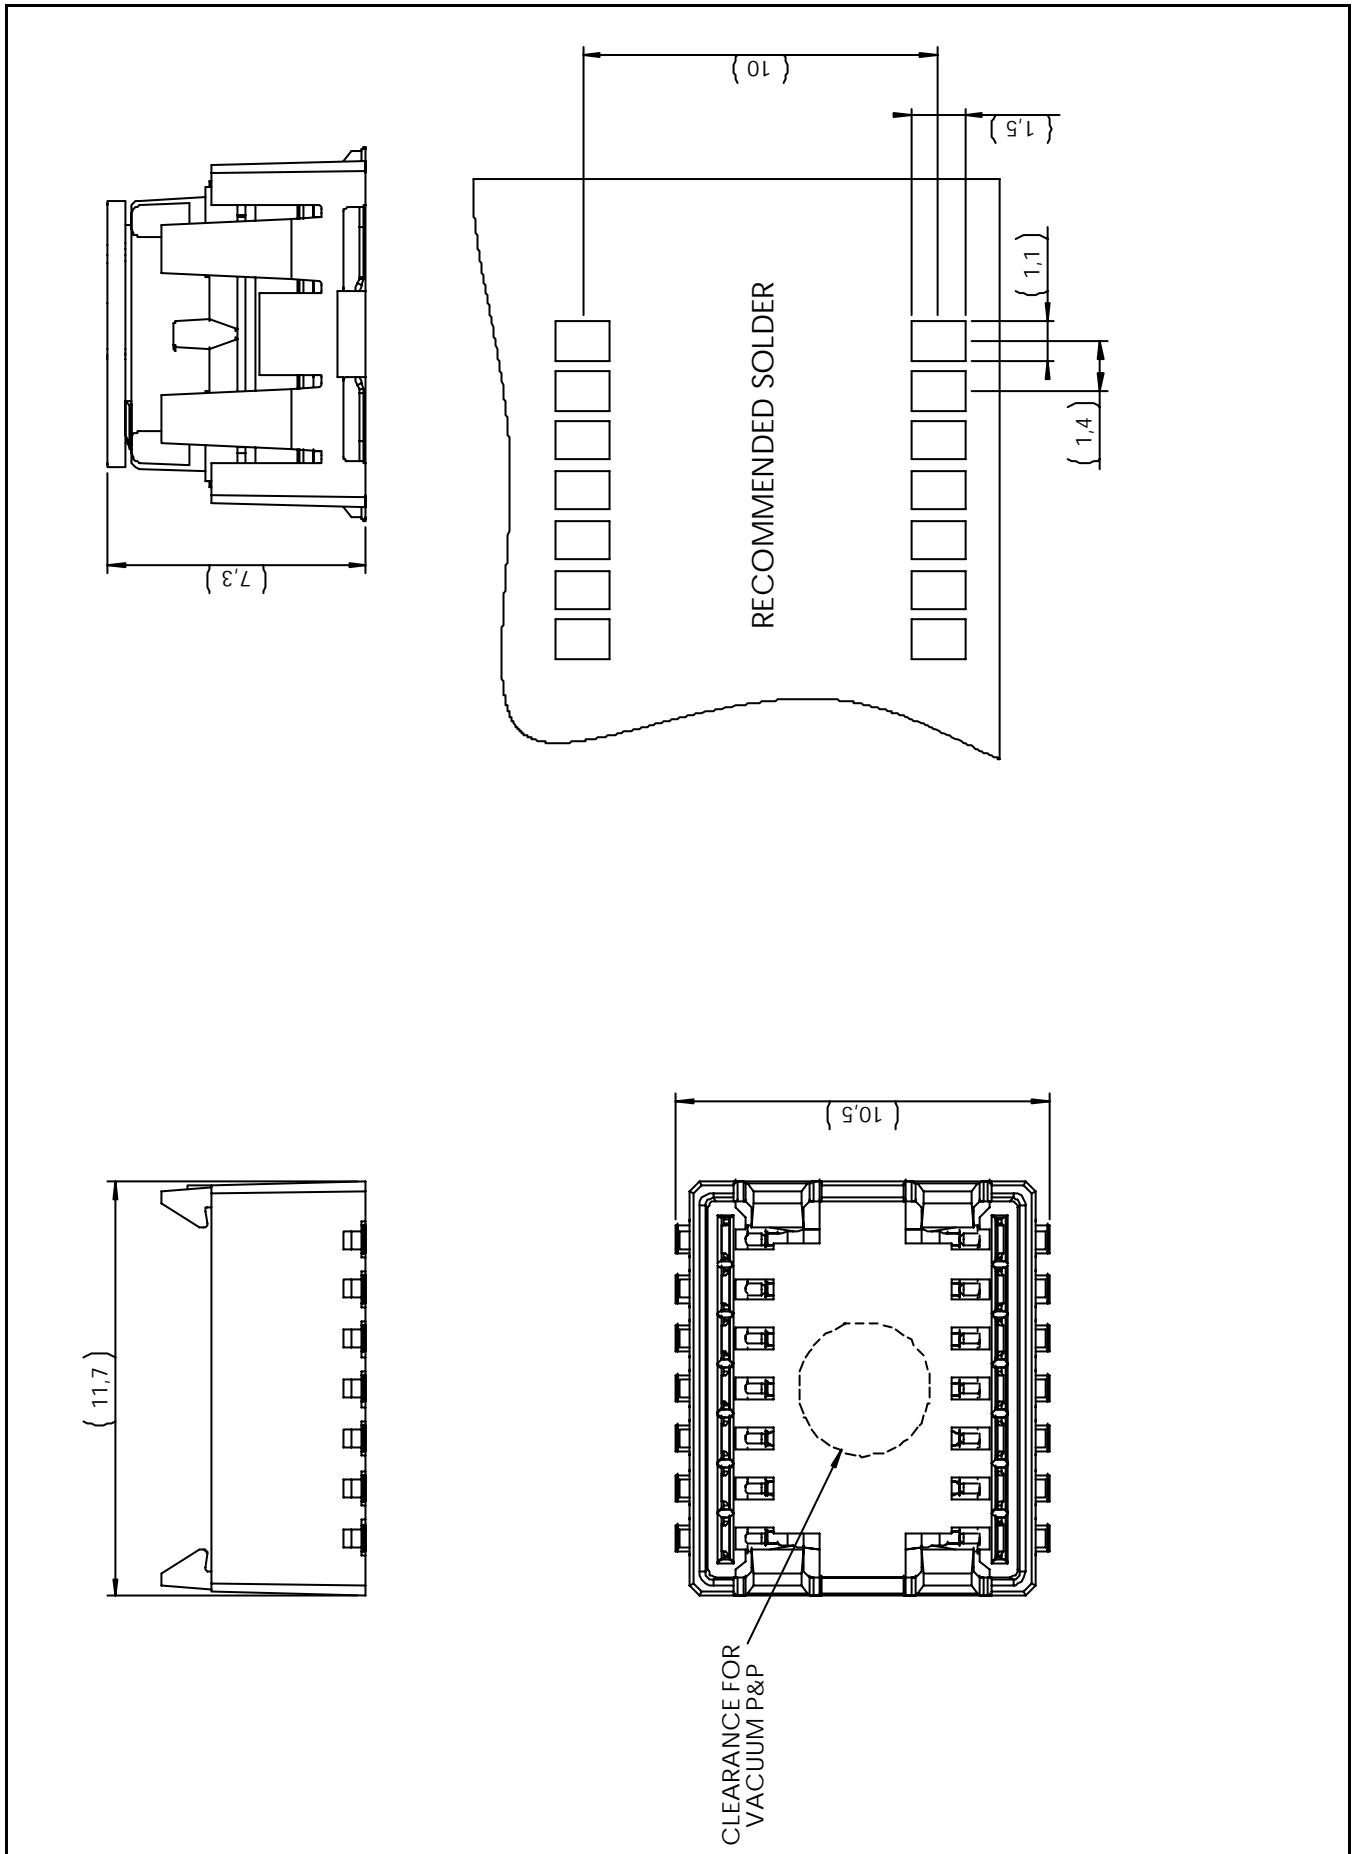 ( 10 )
( 1,5 )
( 1,1 )
( 1,4 )
RECOMMENDED SOLDER
( 7,3 )
( 11,7 )
( 10,5 )
CLEARANCE FOR
VACUUM P&P